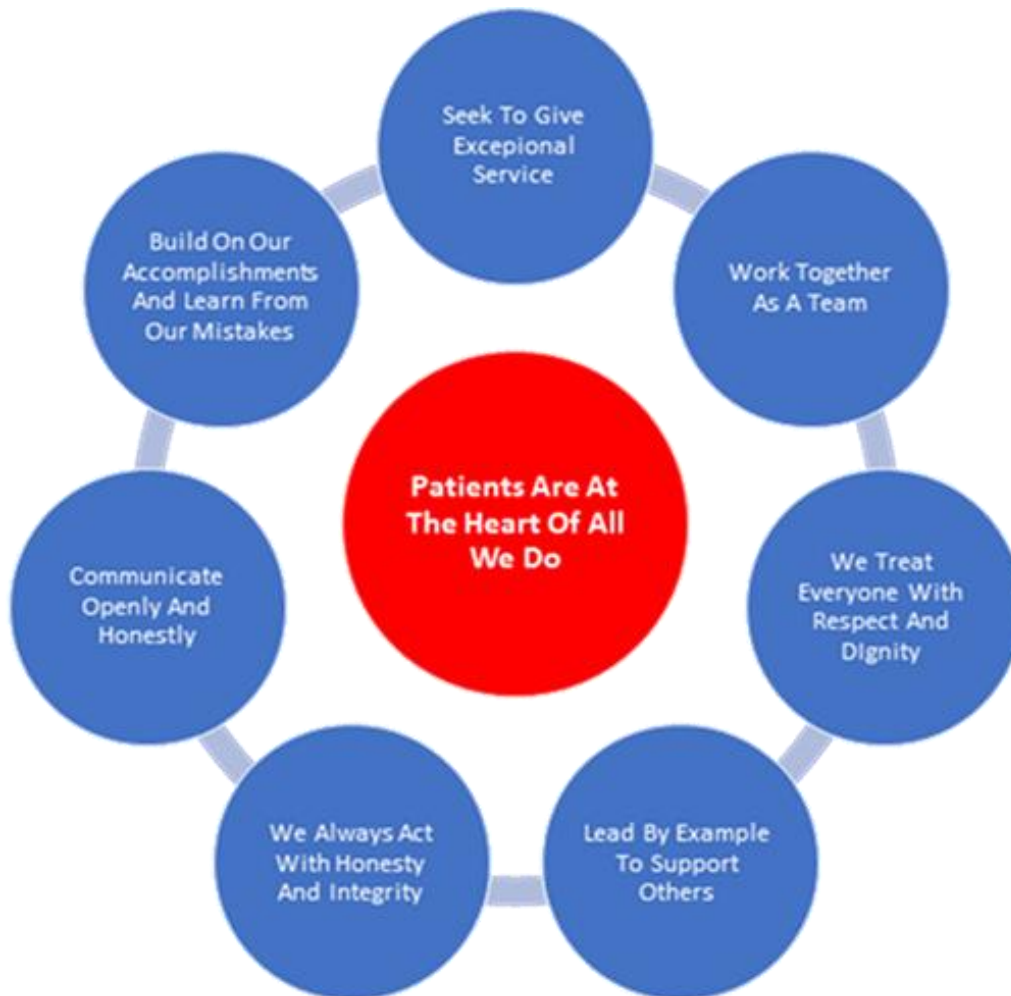 Seek To Give
Excepional
Service
Work Together
As A Team
We Treat
Everyone With
Respect And
DIgnity
Lead By Example
To Support
Others
We Always Act
With Honesty
And Integrity
Communicate
Openly And
Honestly
Build On Our
Accomplishments
And Learn From
Our Mistakes
Patients Are At
The Heart Of All
We Do